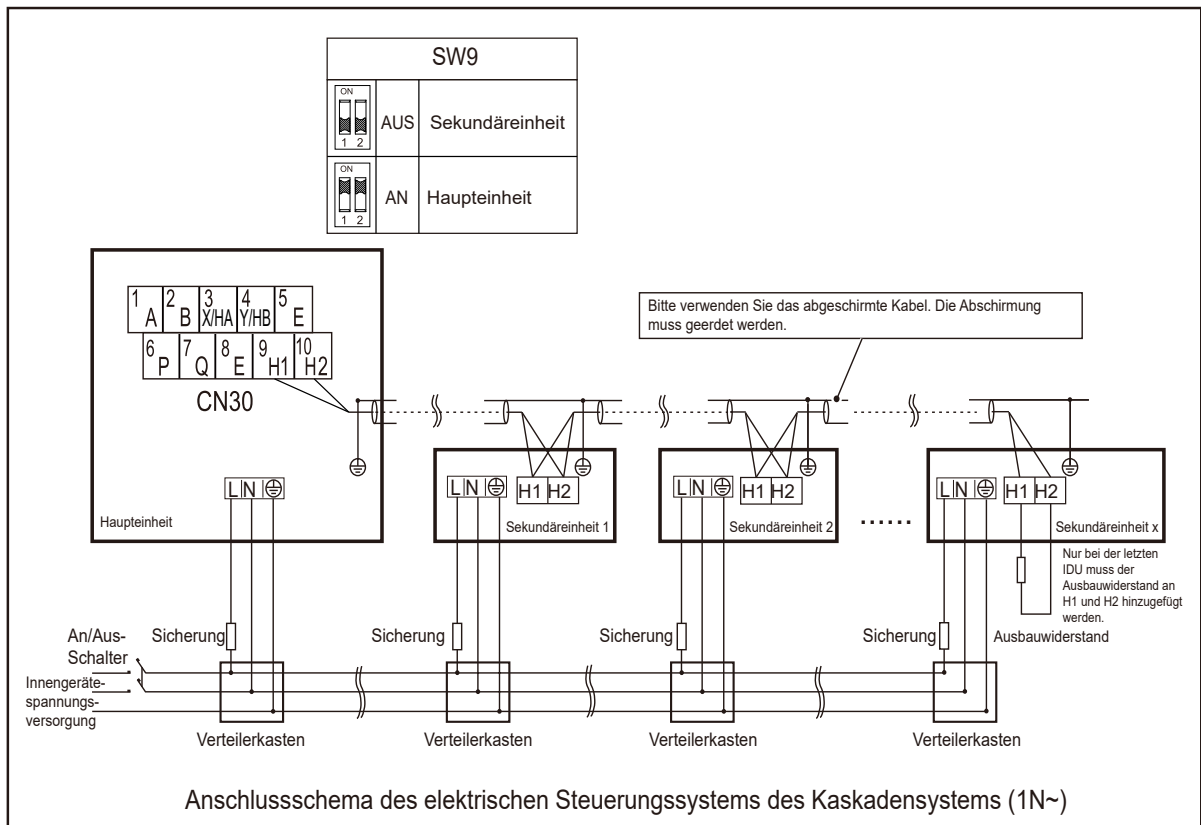 SW9
ON
1 2
AUS
Sekundäreinheit
ON
1 2
AN
Haupteinheit
1 A
2 B
3 X/HA
4 Y/HB
5 E
6 P
7 Q
8 E
9 H1
10 H2
CN30
Bitte verwenden Sie das abgeschirmte Kabel. Die Abschirmung
muss geerdet werden.
L N
Haupteinheit
L N
H1 H2
Sekundäreinheit 1
L N
H1 H2
Sekundäreinheit 2
......
L N
H1 H2
Sekundäreinheit x
Nur bei der letzten
IDU muss der
Ausbauwiderstand an
H1 und H2 hinzugefügt
werden.
Ausbauwiderstand
An/Aus-
Schalter
Sicherung
Sicherung
Sicherung
Sicherung
Innengeräte-
spannungs-
versorgung
Verteilerkasten
Verteilerkasten
Verteilerkasten
Verteilerkasten
Anschlussschema des elektrischen Steuerungssystems des Kaskadensystems (1N~)